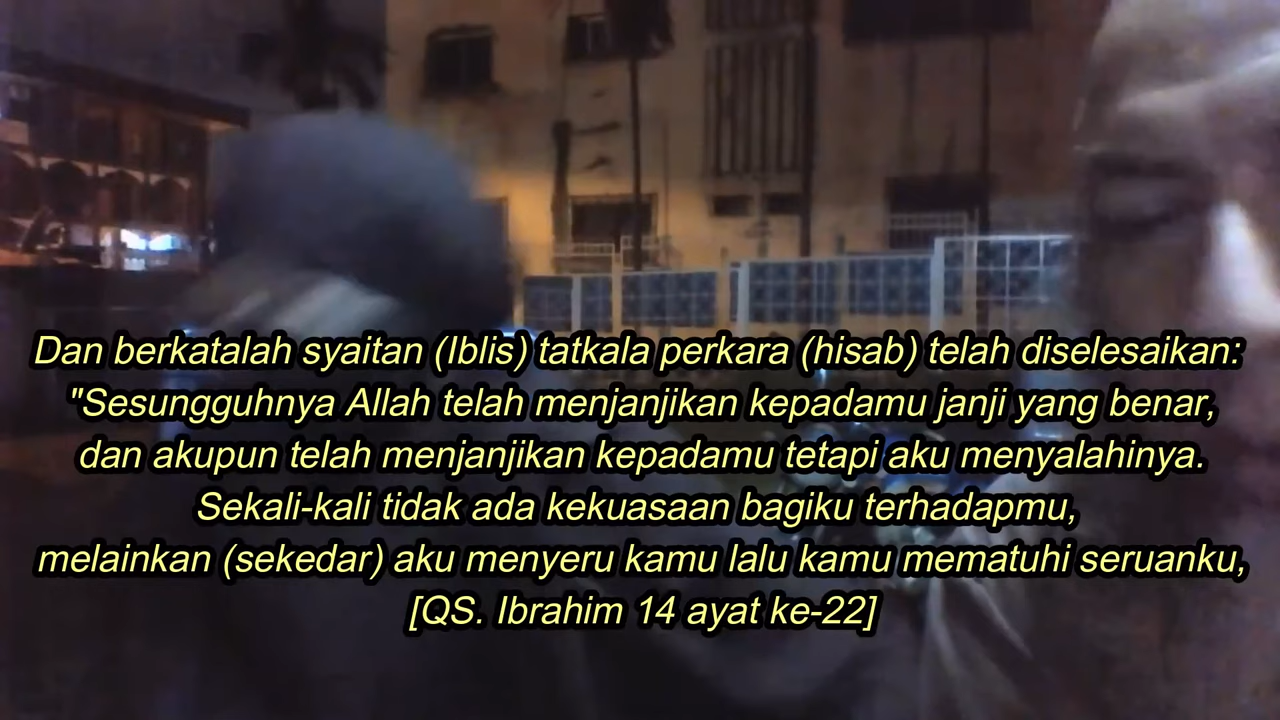 Dan berkatalah syaitan (Iblis) tatkala perkara (hisab) telah diselesaikan:
"Sesungguhnya Allah telah menjanjikan kepadamu janji yang benar,
dan akupun telah menjanjikan kepadamu tetapi aku menyalahinya.
Sekali-kali tidak ada kekuasaan bagiku terhadapmu,
melainkan (sekedar) aku menyeru kamu lalu kamu mematuhi seruanku,
[QS. Ibrahim 14 ayat ke-22]